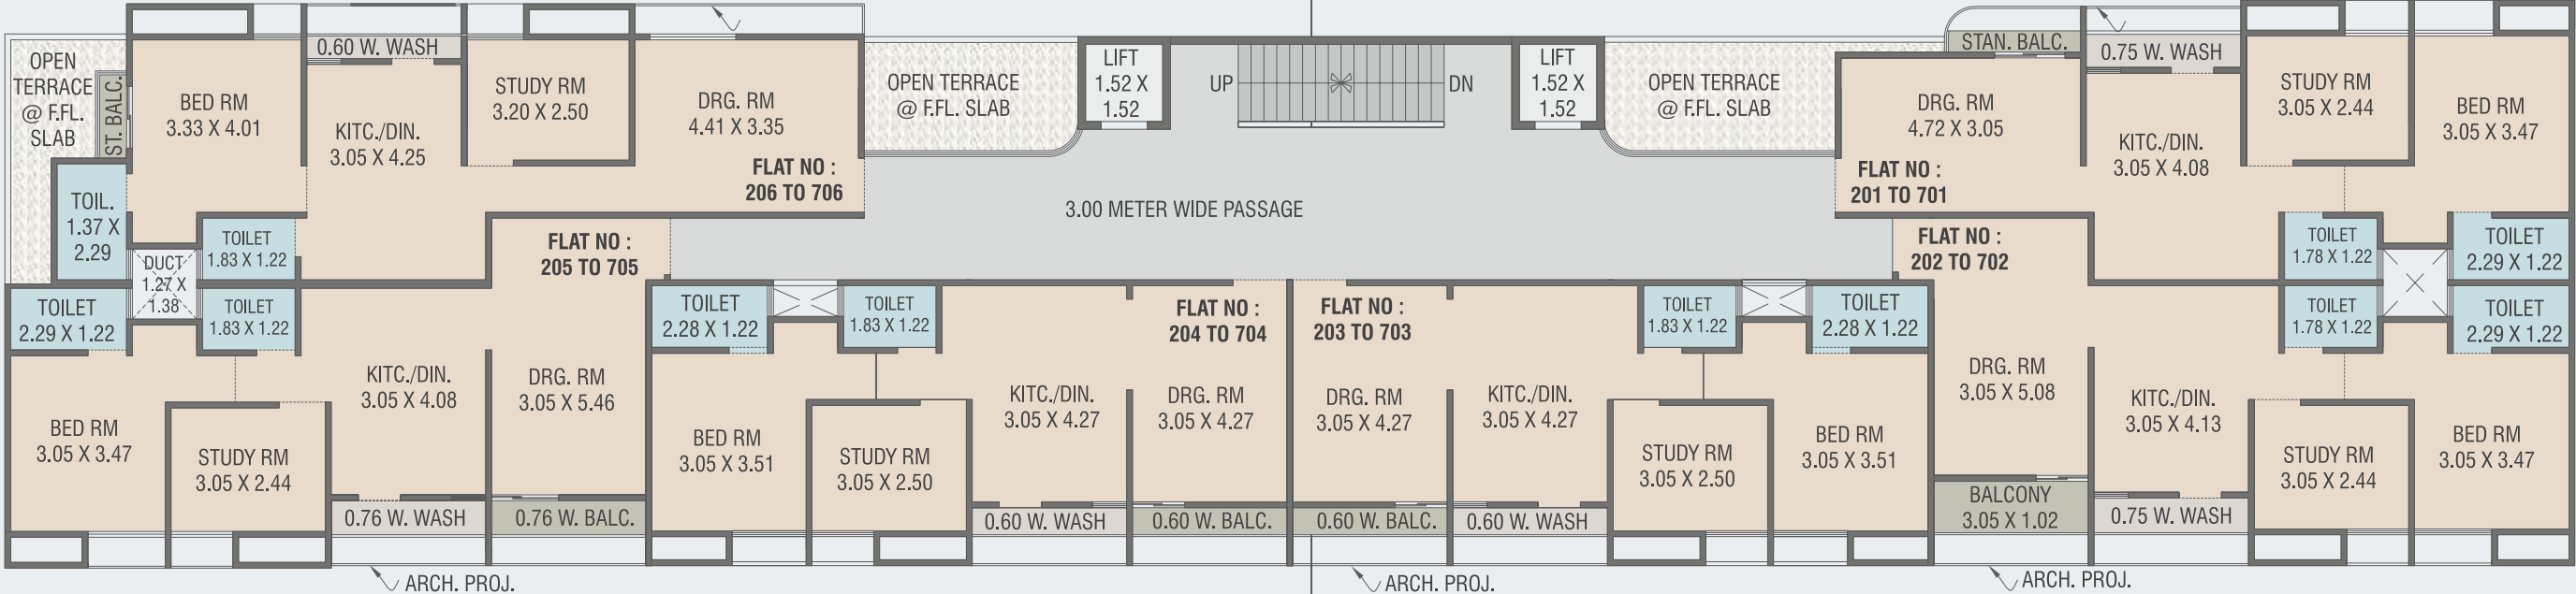 OPEN
TERRACE
@ F.FL.
SLAB
ST. BALC.
BED RM
3.33 X 4.01
0.60 W. WASH
KITC./DIN.
3.05 X 4.25
STUDY RM
3.20 X 2.50
DRG. RM
4.41 X 3.35
FLAT NO :
206 TO 706
OPEN TERRACE
@ F.FL. SLAB
LIFT
1.52 X
1.52
UP
DN
LIFT
1.52 X
1.52
OPEN TERRACE
@ F.FL. SLAB
STAN. BALC.
0.75 W. WASH
DRG. RM
4.72 X 3.05
FLAT NO :
201 TO 701
KITC./DIN.
3.05 X 4.08
STUDY RM
3.05 X 2.44
BED RM
3.05 X 3.47
TOIL.
1.37 X
2.29
TOILET
1.83 X 1.22
DUCT
1.27 X
1.38
FLAT NO :
205 TO 705
3.00 METER WIDE PASSAGE
FLAT NO :
202 TO 702
TOILET
1.78 X 1.22
TOILET
2.29 X 1.22
TOILET
2.29 X 1.22
TOILET
1.83 X 1.22
TOILET
2.28 X 1.22
TOILET
1.83 X 1.22
FLAT NO :
204 TO 704
FLAT NO :
203 TO 703
TOILET
1.83 X 1.22
TOILET
2.28 X 1.22
TOILET
1.78 X 1.22
TOILET
2.29 X 1.22
BED RM
3.05 X 3.47
STUDY RM
3.05 X 2.44
KITC./DIN.
3.05 X 4.08
DRG. RM
3.05 X 5.46
BED RM
3.05 X 3.51
STUDY RM
3.05 X 2.50
KITC./DIN.
3.05 X 4.27
DRG. RM
3.05 X 4.27
DRG. RM
3.05 X 4.27
KITC./DIN.
3.05 X 4.27
STUDY RM
3.05 X 2.50
BED RM
3.05 X 3.51
DRG. RM
3.05 X 5.08
KITC./DIN.
3.05 X 4.13
STUDY RM
3.05 X 2.44
BED RM
3.05 X 3.47
0.76 W. WASH
0.76 W. BALC.
0.60 W. WASH
0.60 W. BALC.
0.60 W. BALC.
0.60 W. WASH
BALCONY
3.05 X 1.02
0.75 W. WASH
ARCH. PROJ.
ARCH. PROJ.
ARCH. PROJ.